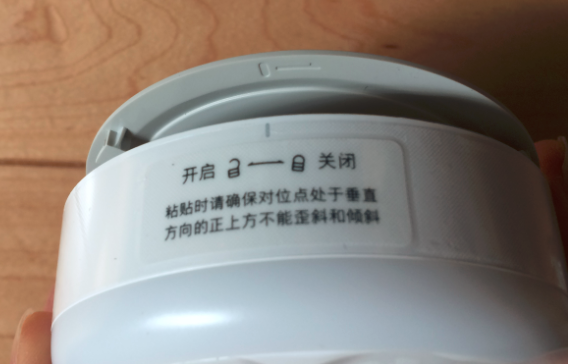 开启 关闭
粘贴时请确保对位点处于垂直
方向的正上方不能歪斜和倾斜